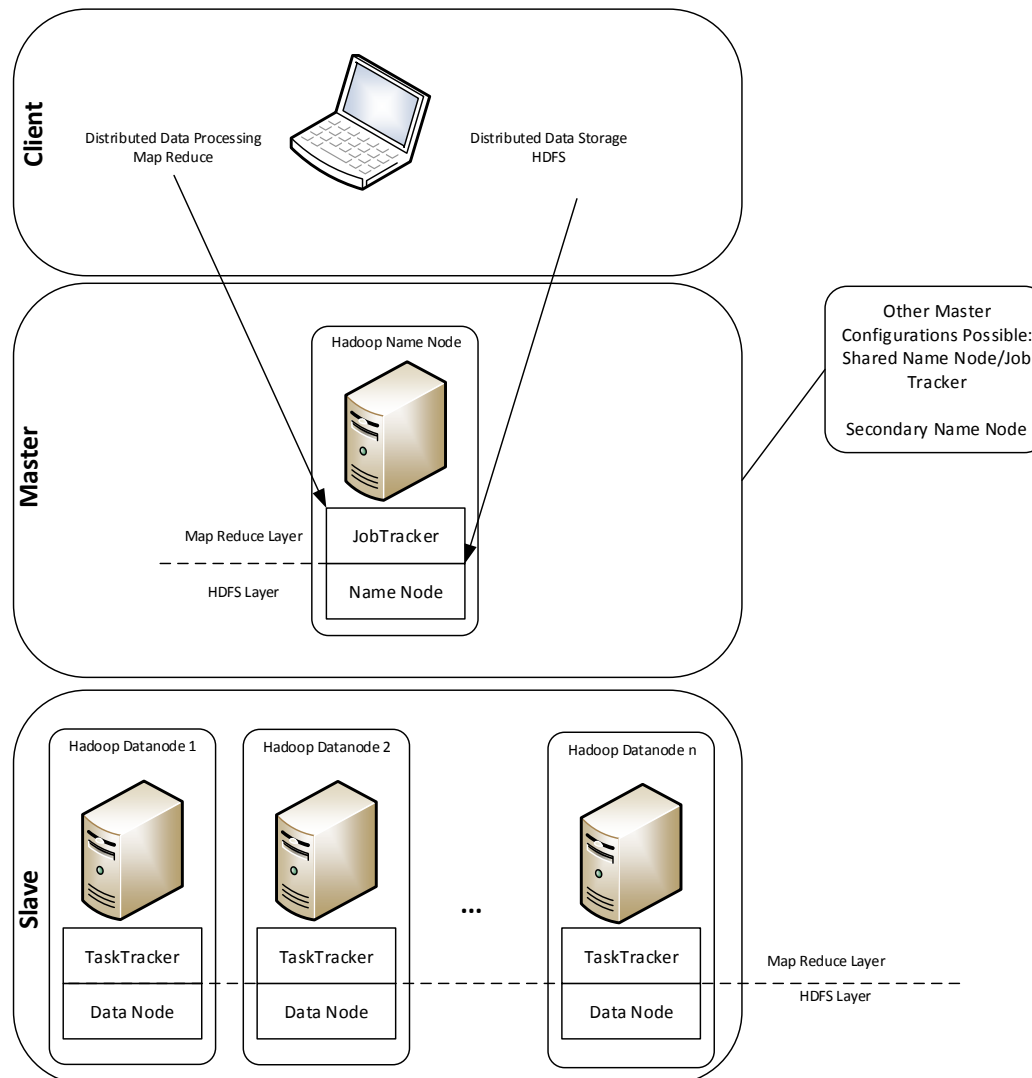 Client
Distributed Data Processing
Map Reduce
Distributed Data Storage
HDFS
Master
Hadoop Name Node
JobTracker
Name Node
Map Reduce Layer
HDFS Layer
Other Master
Configurations Possible:
Shared Name Node/Job
Tracker
Secondary Name Node
Slave
Hadoop Datanode 1
TaskTracker
Data Node
Hadoop Datanode 2
TaskTracker
Data Node
...
Hadoop Datanode n
TaskTracker
Data Node
Map Reduce Layer
HDFS Layer